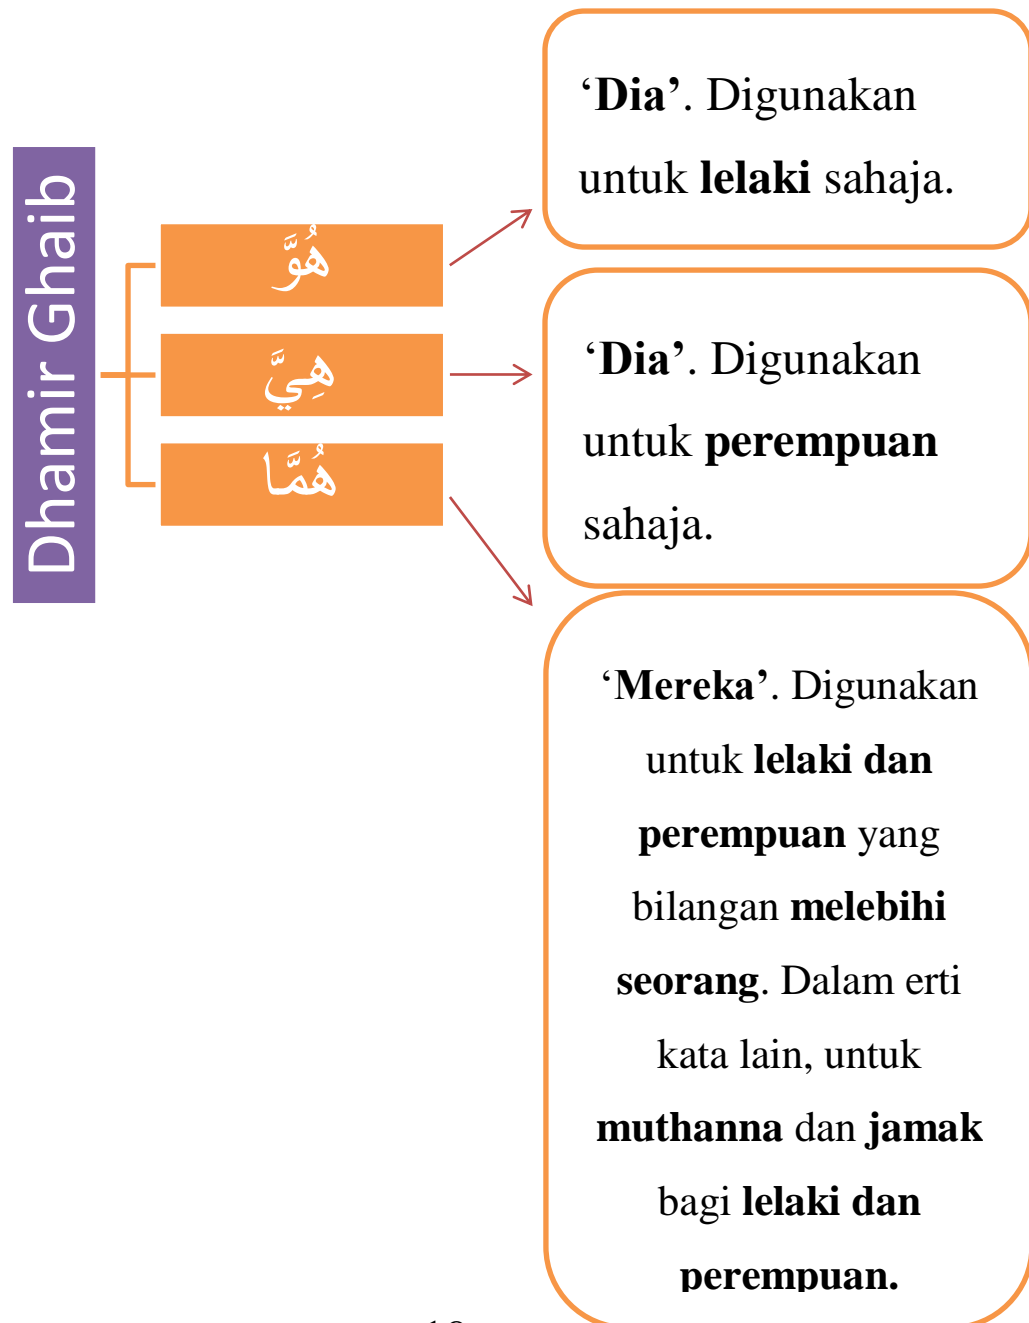 Dhamir Ghaib
هُوَّ
هِيَّ
هُمَّا
‘Dia’. Digunakan
untuk lelaki sahaja.
‘Dia’. Digunakan
untuk perempuan
sahaja.
‘Mereka’. Digunakan
untuk lelaki dan
perempuan yang
bilangan melebihi
seorang. Dalam erti
kata lain, untuk
muthanna dan jamak
bagi lelaki dan
perempuan.